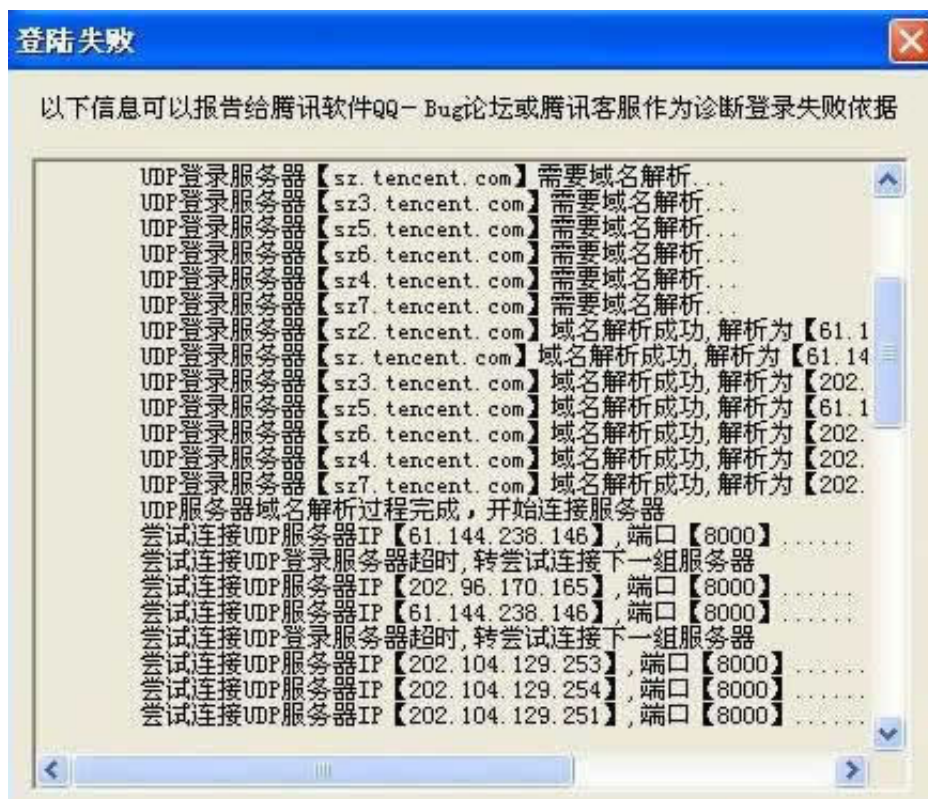 登陆失败
以下信息可以报告给腾讯软件QQ－Bug论坛或腾讯客服作为诊断登录失败依据
UDP登录服务器【sz.tencent.com】需要域名解析...
UDP登录服务器【sz3.tencent.com】需要域名解析...
UDP登录服务器【sz5.tencent.com】需要域名解析...
UDP登录服务器【sz6.tencent.com】需要域名解析...
UDP登录服务器【sz4.tencent.com】需要域名解析...
UDP登录服务器【sz7.tencent.com】需要域名解析...
UDP登录服务器【sz2.tencent.com】域名解析成功,解析为【61.1
UDP登录服务器【sz.tencent.com】域名解析成功,解析为【61.14
UDP登录服务器【sz3.tencent.com】域名解析成功,解析为【202.
UDP登录服务器【sz5.tencent.com】域名解析成功,解析为【61.1
UDP登录服务器【sz6.tencent.com】域名解析成功,解析为【202.
UDP登录服务器【sz4.tencent.com】域名解析成功,解析为【202.
UDP登录服务器【sz7.tencent.com】域名解析成功,解析为【202.
UDP服务器域名解析过程完成，开始连接服务器
尝试连接UDP服务器IP【61.144.238.146】,端口【8000】......
尝试连接UDP登录服务器超时,转尝试连接下一组服务器
尝试连接UDP服务器IP【202.96.170.165】,端口【8000】......
尝试连接UDP服务器IP【61.144.238.146】,端口【8000】......
尝试连接UDP登录服务器超时,转尝试连接下一组服务器
尝试连接UDP服务器IP【202.104.129.253】,端口【8000】......
尝试连接UDP服务器IP【202.104.129.254】,端口【8000】......
尝试连接UDP服务器IP【202.104.129.251】,端口【8000】......